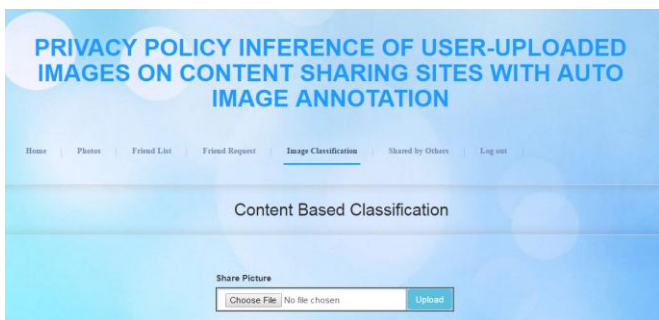 PRIVACY POLICY INFERENCE OF USER-UPLOADED
IMAGES ON CONTENT SHARING SITES WITH AUTO
IMAGE ANNOTATION
Home | Photos | Friend List | Friend Request | Image Classification | Shared by Others | Log out
Content Based Classification
Share Picture
Choose File No file chosen Upload